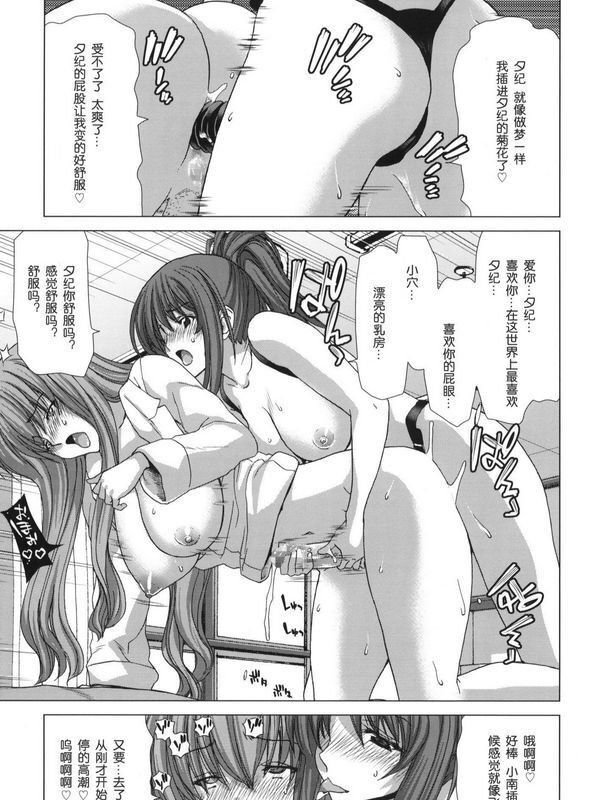 夕纪 就像做梦一样
我插进夕纪的菊花了♡
受不了了 太爽了…
夕纪的屁股让我变的好舒服♡
爱你…夕纪…
喜欢你…在这世界上最喜欢
夕纪…
喜欢你的屁眼…
小穴…
漂亮的乳房…
夕纪你舒服吗？
感觉舒服吗？
舒服吗？
哦啊啊♡
好棒 小南插
候感觉就像
又要…去了
从刚才开始
停的高潮♡
呜啊啊啊